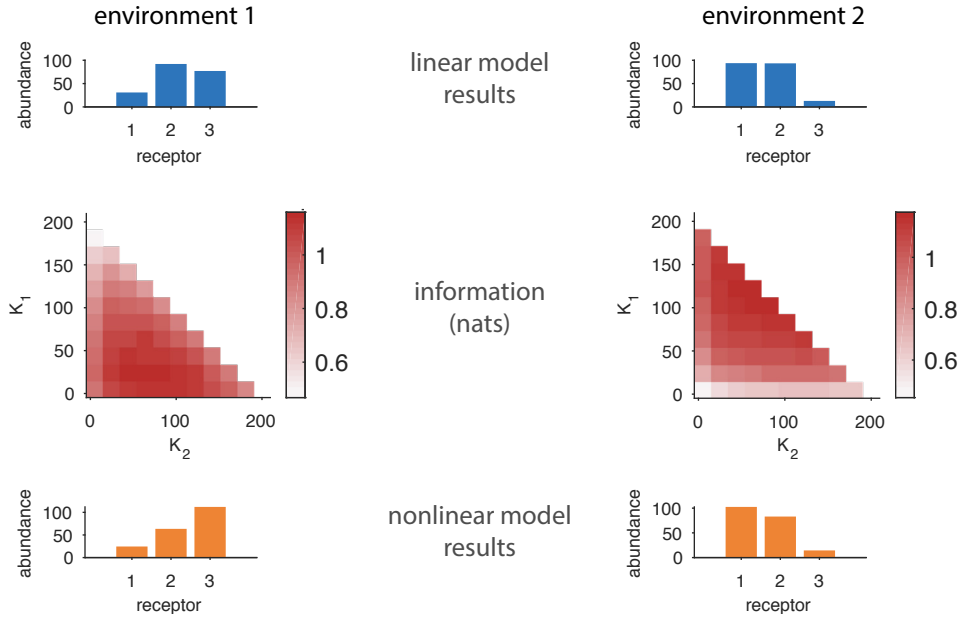 environment 1
environment 2
abundance
100
50
0
1 2 3
receptor
linear model
results
abundance
100
50
0
1 2 3
receptor
K1
200
150
100
50
0
0 100 200
K2
1
0.8
0.6
information
(nats)
K1
200
150
100
50
0
0 100 200
K2
1
0.8
0.6
abundance
100
50
0
1 2 3
receptor
nonlinear model
results
abundance
100
50
0
1 2 3
receptor